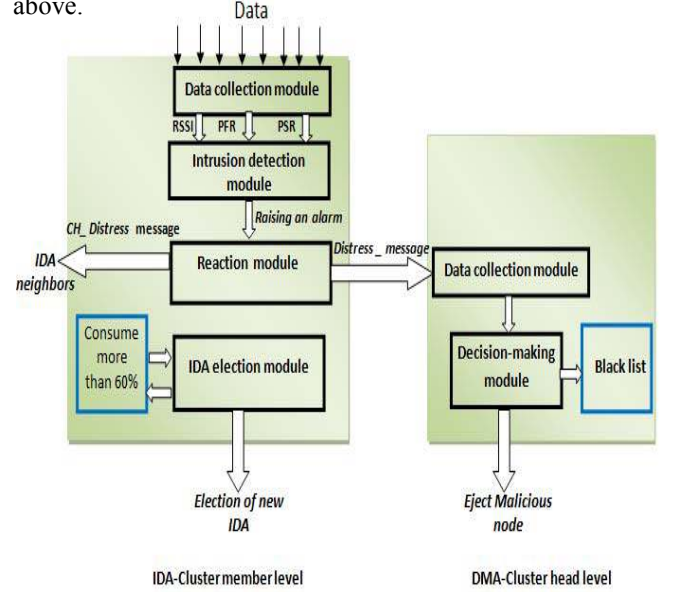 above.
Data
Data collection module
RSSI PFR PSR
Intrusion detection
module
Raising an alarm
CH_Distress message
Distress_message
IDA
neighbors
Reaction module
Data collection module
Consume
more
than 60%
IDA election module
Decision-making
module
Black list
Election of new
IDA
Eject Malicious
node
IDA-Cluster member level
DMA-Cluster head level